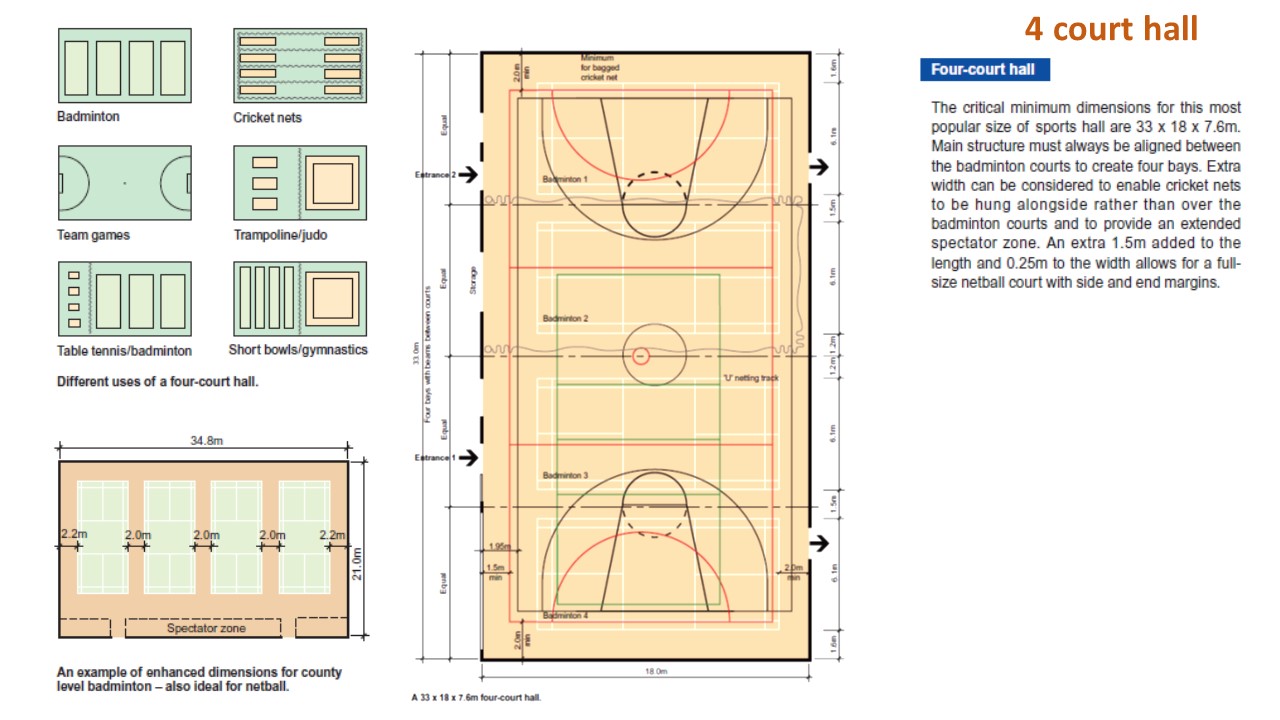 4 court hall
Four-court hall
The critical minimum dimensions for this most
popular size of sports hall are 33 x 18 x 7.6m.
Main structure must always be aligned between
the badminton courts to create four bays. Extra
width can be considered to enable cricket nets
to be hung alongside rather than over the
badminton courts and to provide an extended
spectator zone. An extra 1.5m added to the
length and 0.25m to the width allows for a full-
size netball court with side and end margins.
Badminton
Cricket nets
Team games
Trampoline/judo
Table tennis/badminton
Short bowls/gymnastics
Different uses of a four-court hall.
34.8m
2.2m
2.0m
2.0m
2.0m
2.2m
21.0m
Spectator zone
An example of enhanced dimensions for county
level badminton – also ideal for netball.
2.0m
min
Minimum
for bagged
cricket net
1.6m
Equal
6.1m
Entrance 2
Badminton 1
1.5m
Equal
Storage
6.1m
Badminton 2
33.0m
Four bays with beams between courts
1.2m
1.2m
'U' netting track
Equal
6.1m
Entrance 1
Badminton 3
1.5m
1.95m
1.5m
min
2.0m
min
Equal
6.1m
Badminton 4
2.0m
min
1.6m
18.0m
A 33 x 18 x 7.6m four-court hall.